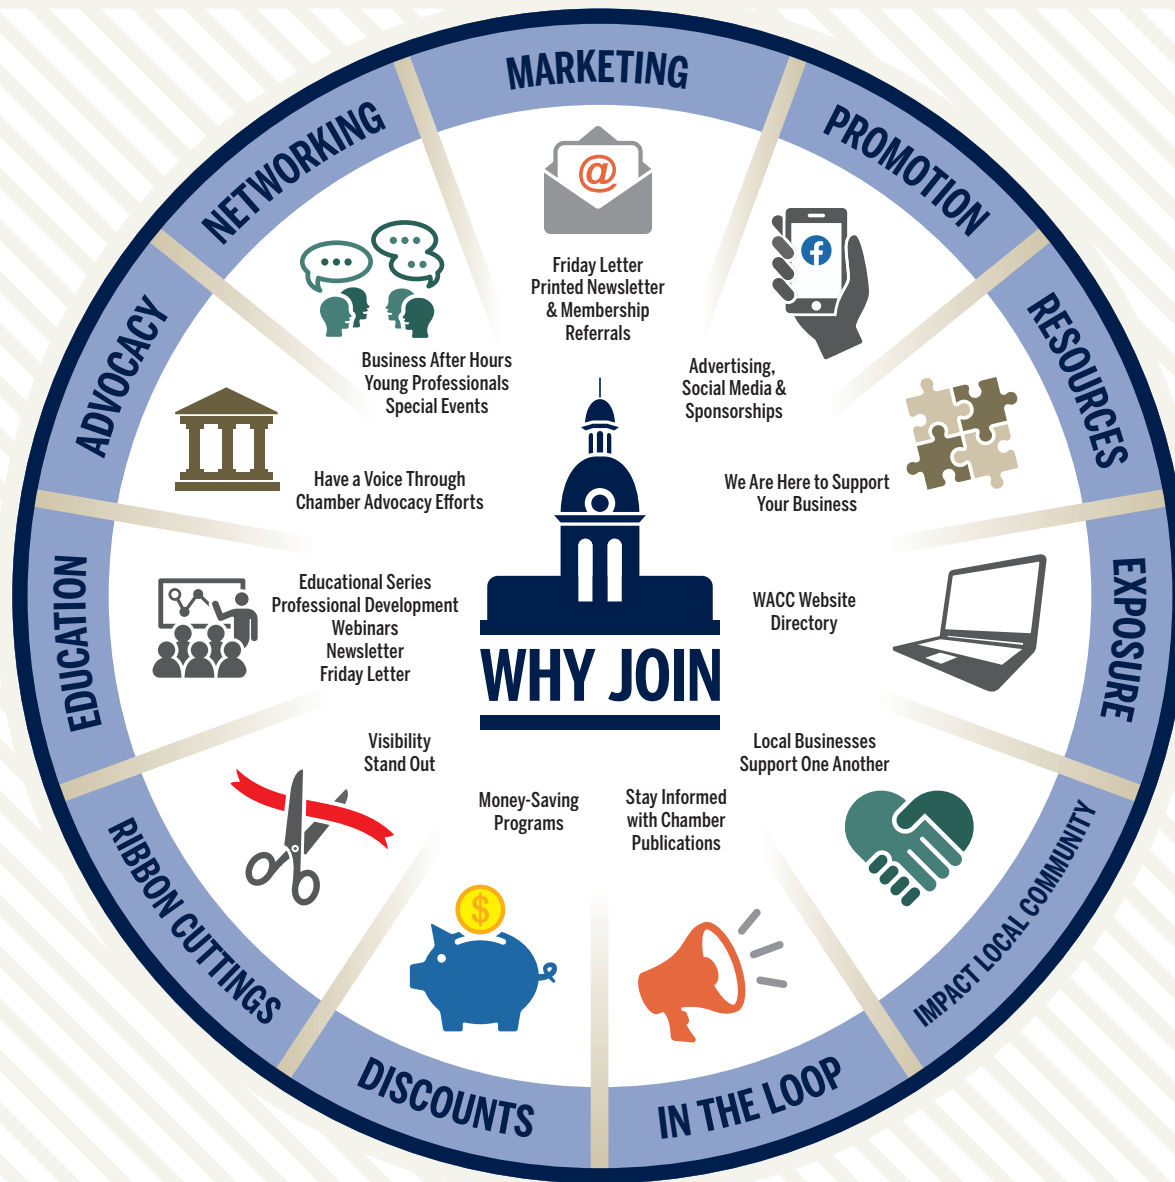 MARKETING
@
Friday Letter
Printed Newsletter
& Membership
Referrals
PROMOTION
f
Advertising,
Social Media &
Sponsorships
RESOURCES
We Are Here to Support
Your Business
EXPOSURE
WACC Website
Directory
IMPACT LOCAL COMMUNITY
Local Businesses
Support One Another
IN THE LOOP
Stay Informed
with Chamber
Publications
DISCOUNTS
Money-Saving
Programs
$
RIBBON CUTTINGS
Visibility
Stand Out
EDUCATION
Educational Series
Professional Development
Webinars
Newsletter
Friday Letter
ADVOCACY
Have a Voice Through
Chamber Advocacy Efforts
NETWORKING
Business After Hours
Young Professionals
Special Events
WHY JOIN